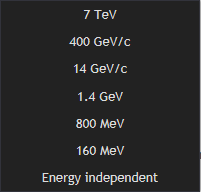 7 TeV
400 GeV/c
14 GeV/c
1.4 GeV
800 MeV
160 MeV
Energy independent